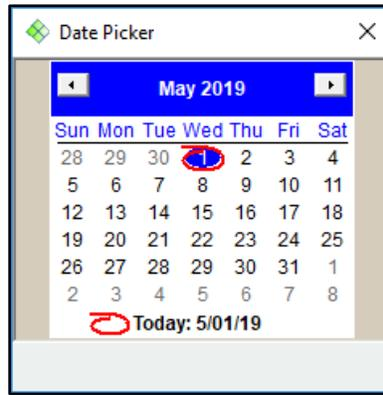 Date Picker
May 2019
Sun Mon Tue Wed Thu Fri Sat
28 29 30 1 2 3 4
5 6 7 8 9 10 11
12 13 14 15 16 17 18
19 20 21 22 23 24 25
26 27 28 29 30 31 1
2 3 4 5 6 7 8
Today: 5/01/19